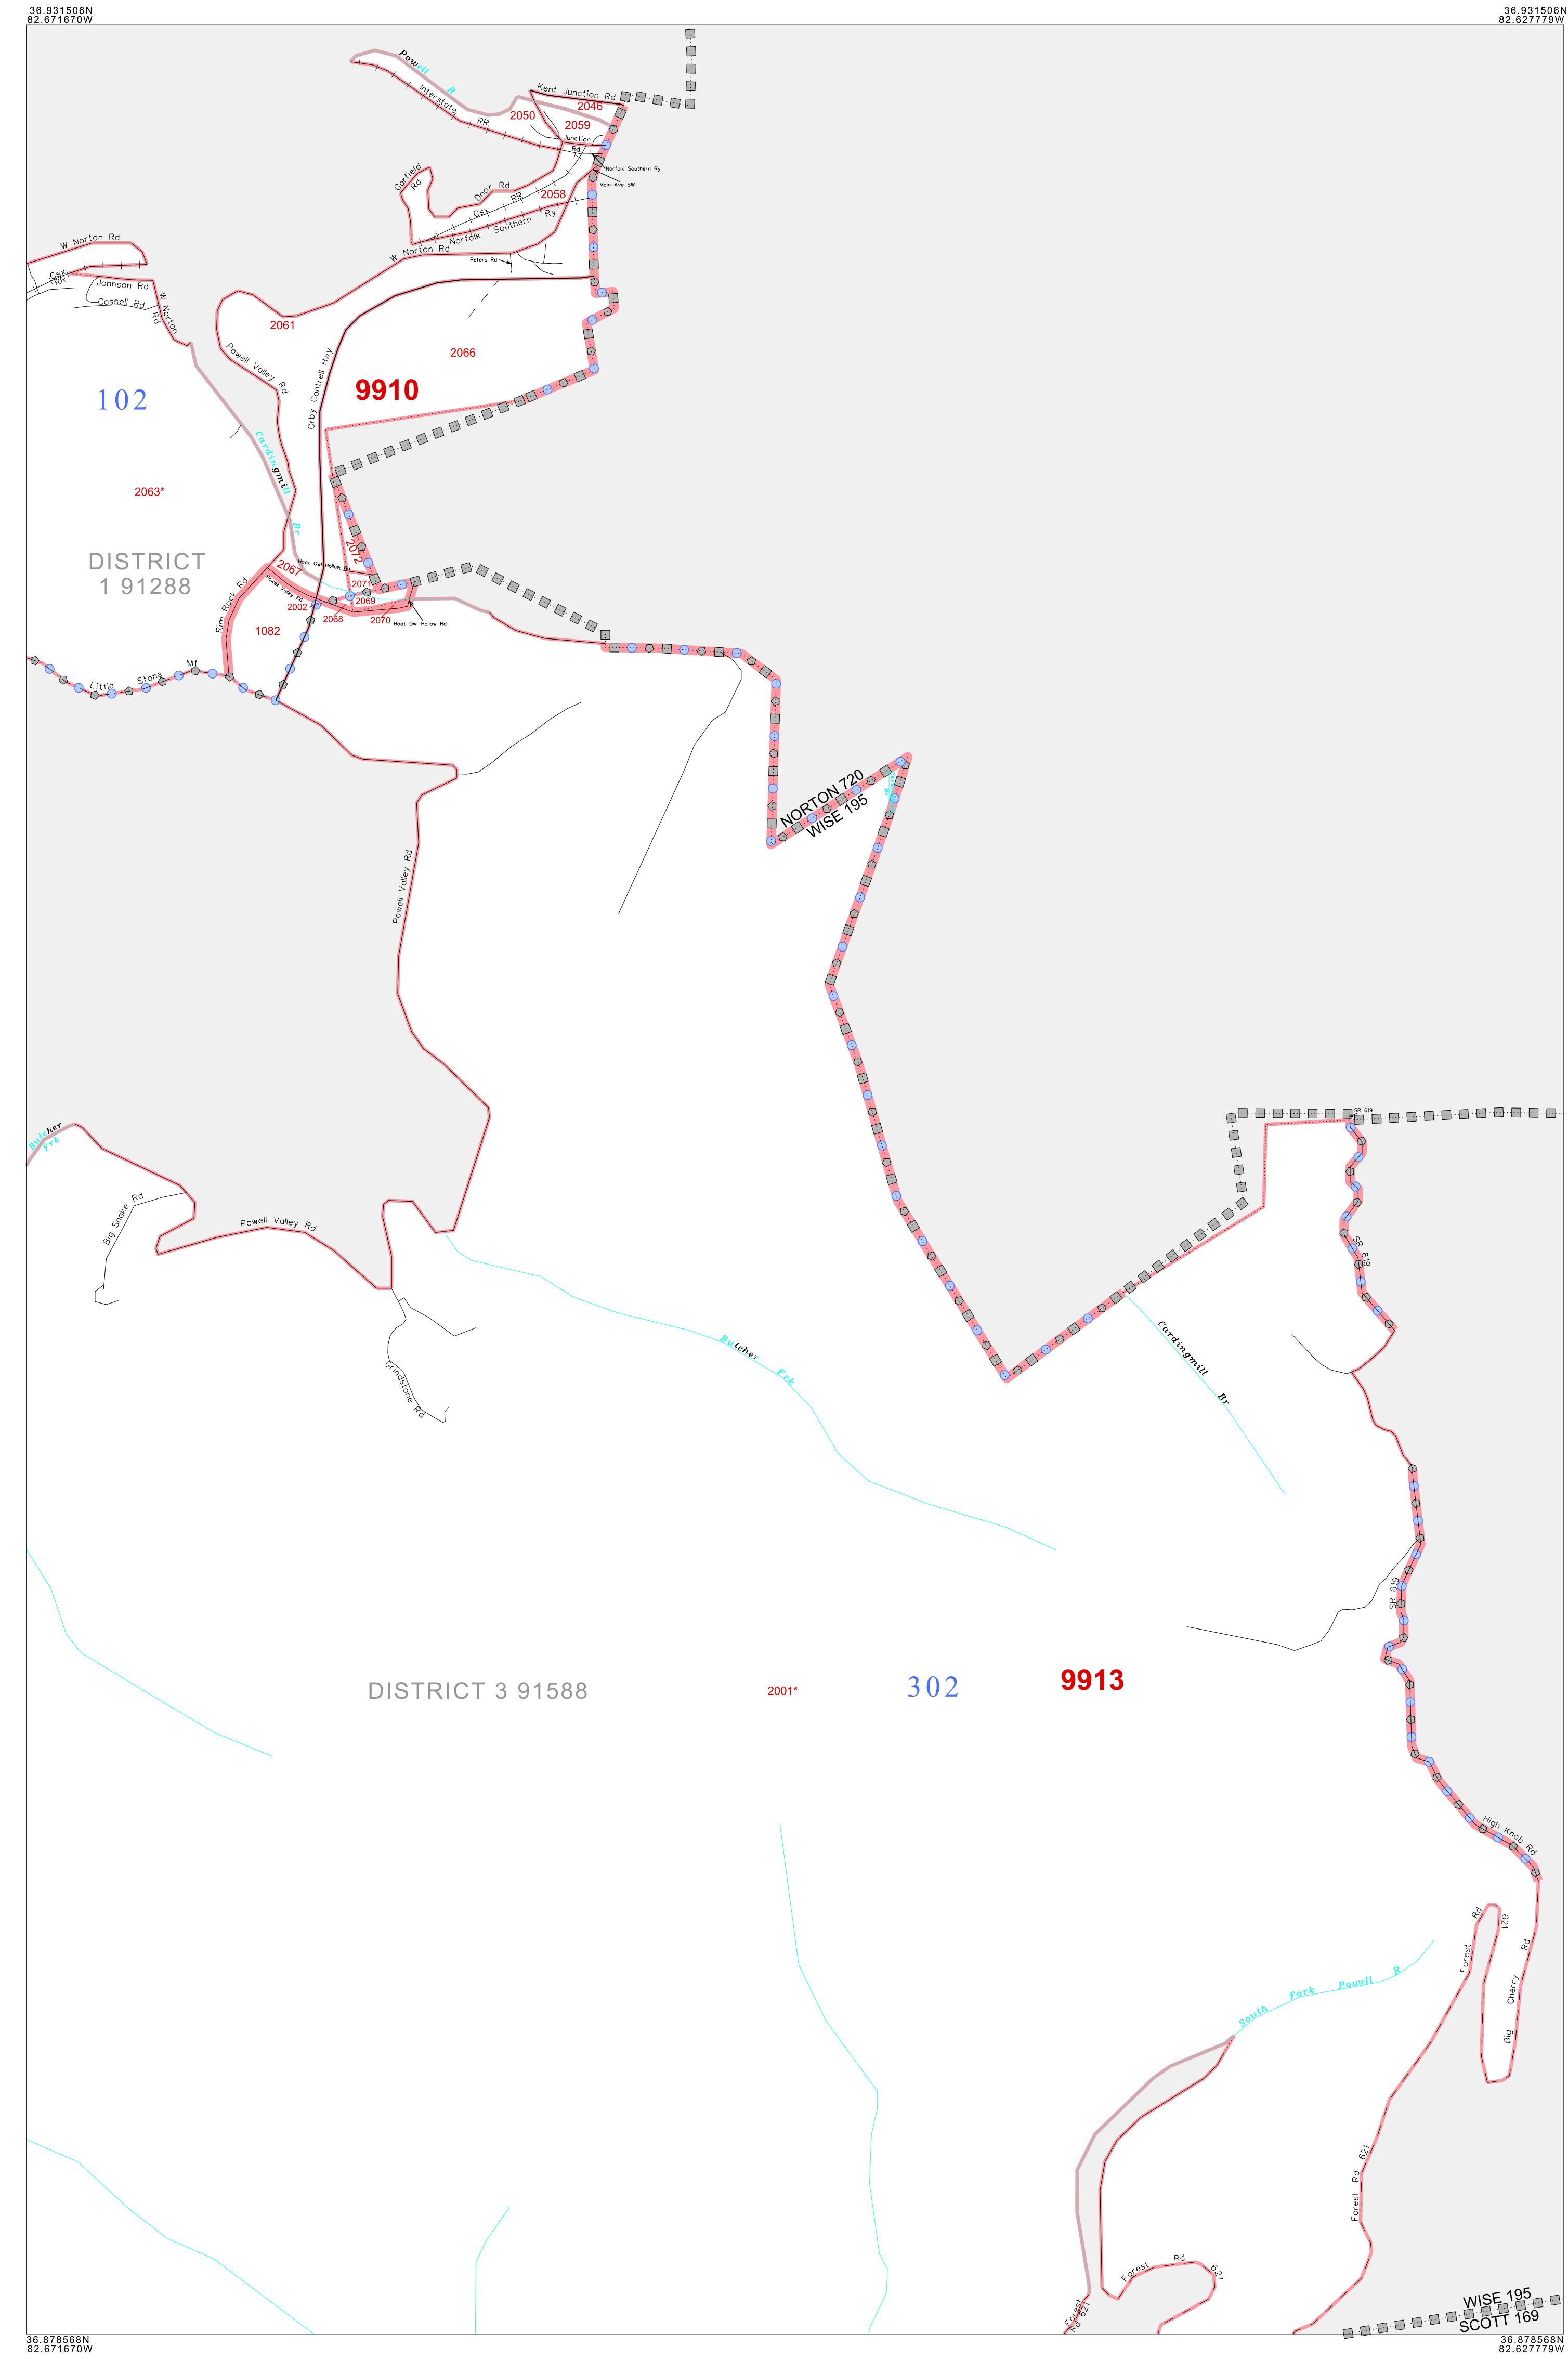 36.931506N
82.671670W
36.931506N
82.627779W
Powell R
Interstate RR
Kent Junction Rd
2046
2050
2059
Junction Rd
Norfolk Southern Ry
Main Ave SW
Garfield Rd
Dnor Rd
2058
Csx RR
Norfolk Southern Ry
W Norton Rd
W Norton Rd
Peters Rd
Csx RR
Johnson Rd
Cassell Rd
W Norton Rd
2061
2066
Powell Valley Rd
Orby Cantrell Hwy
9910
102
Cardingmill Br
2063*
DISTRICT
1 91288
2072
Hoot Owl Hollow Rd
2067
2071
Powell Valley Rd
2069
2002
2068
2070
Hoot Owl Hollow Rd
Rim Rock Rd
1082
Little Stone Mt
NORTON 720
WISE 195
Powell Valley Rd
SR 619
Butcher Frk
Big Snake Rd
Powell Valley Rd
SR 619
Butcher Frk
Cardingmill Br
Grindstone Rd
SR 619
DISTRICT 3 91588
2001*
302
9913
High Knob Rd
Forest Rd 621
Big Cherry Rd
South Fork Powell R
Forest Rd 621
Forest Rd 621
Forest Rd 621
WISE 195
SCOTT 169
36.878568N
82.671670W
36.878568N
82.627779W